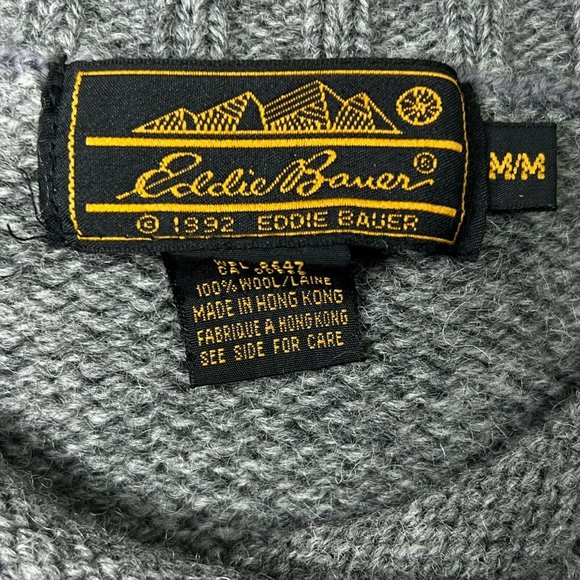 Eddie Bauer®
© 1992 EDDIE BAUER
M/M
100% WOOL/LAINE
MADE IN HONG KONG
FABRIQUE A HONG KONG
SEE SIDE FOR CARE